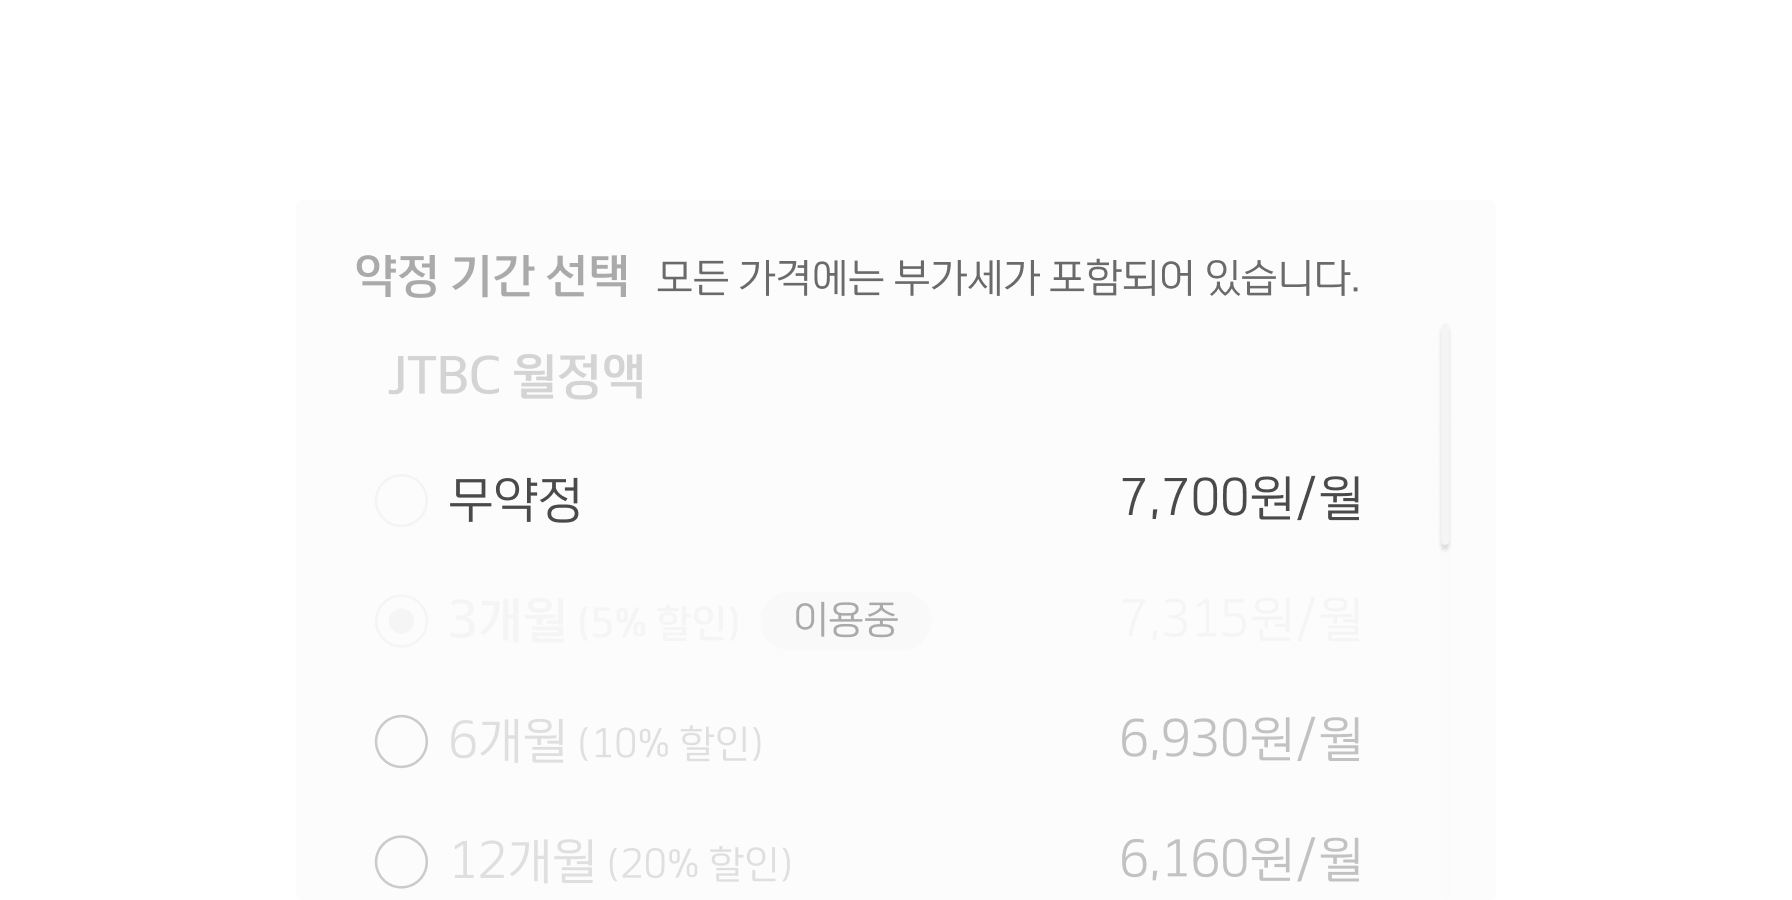 약정 기간 선택 모든 가격에는 부가세가 포함되어 있습니다.
JTBC 월정액
무약정 7,700원/월
3개월 (5% 할인) 이용중 7,315원/월
6개월 (10% 할인) 6,930원/월
12개월 (20% 할인) 6,160원/월